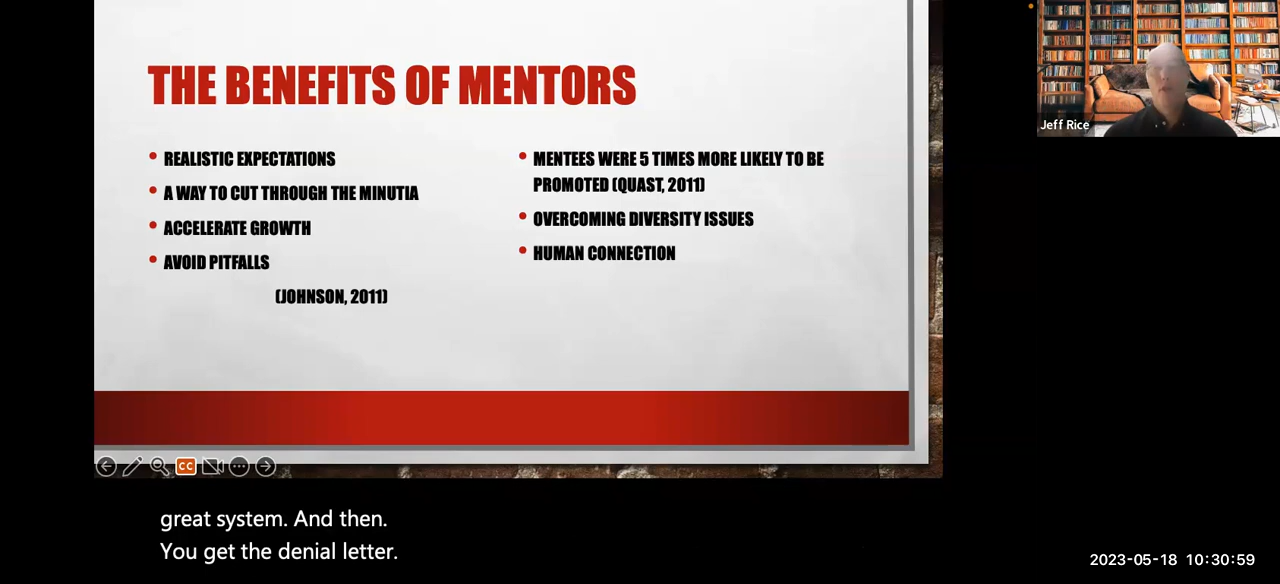 THE BENEFITS OF MENTORS
• REALISTIC EXPECTATIONS
• A WAY TO CUT THROUGH THE MINUTIA
• ACCELERATE GROWTH
• AVOID PITFALLS
(JOHNSON, 2011)
• MENTEES WERE 5 TIMES MORE LIKELY TO BE
PROMOTED (QUAST, 2011)
• OVERCOMING DIVERSITY ISSUES
• HUMAN CONNECTION
Jeff Rice
CC
great system. And then.
You get the denial letter.
2023-05-18 10:30:59